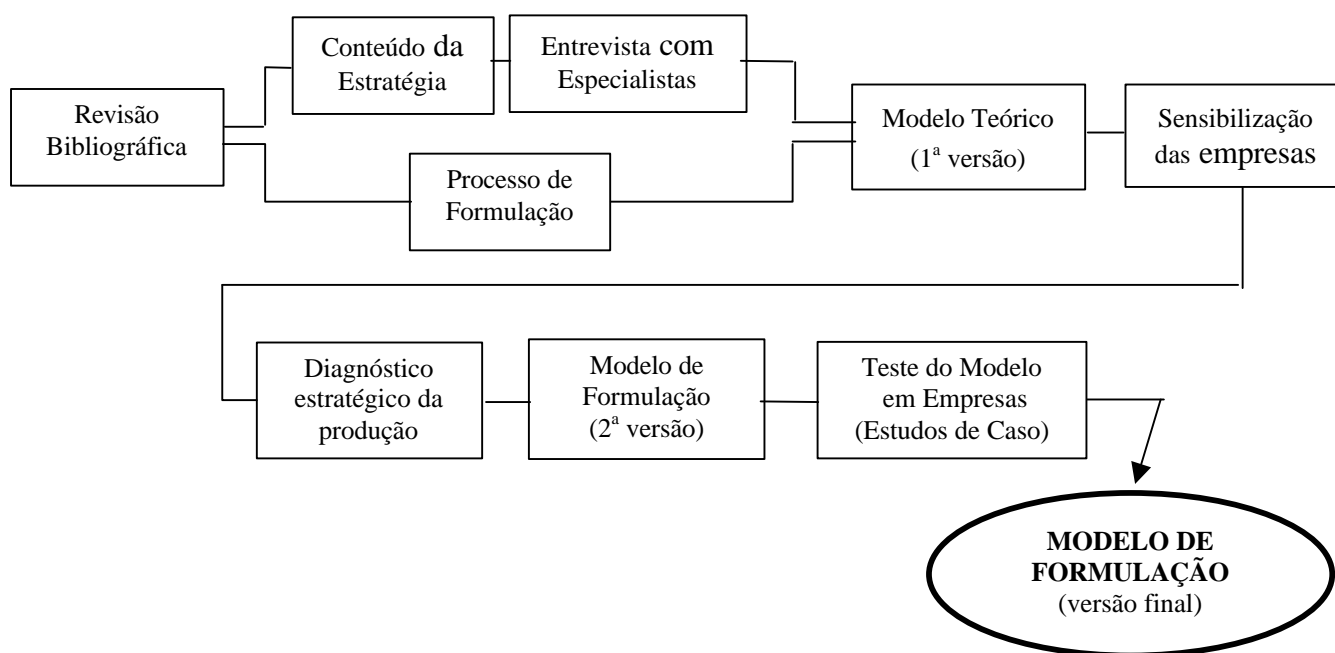 Revisão
Bibliográfica
Conteúdo da
Estratégia
Entrevista com
Especialistas
Processo de
Formulação
Modelo Teórico
(1ª versão)
Sensibilização
das empresas
Diagnóstico
estratégico da
produção
Modelo de
Formulação
(2ª versão)
Teste do Modelo
em Empresas
(Estudos de Caso)
MODELO DE
FORMULAÇÃO
(versão final)